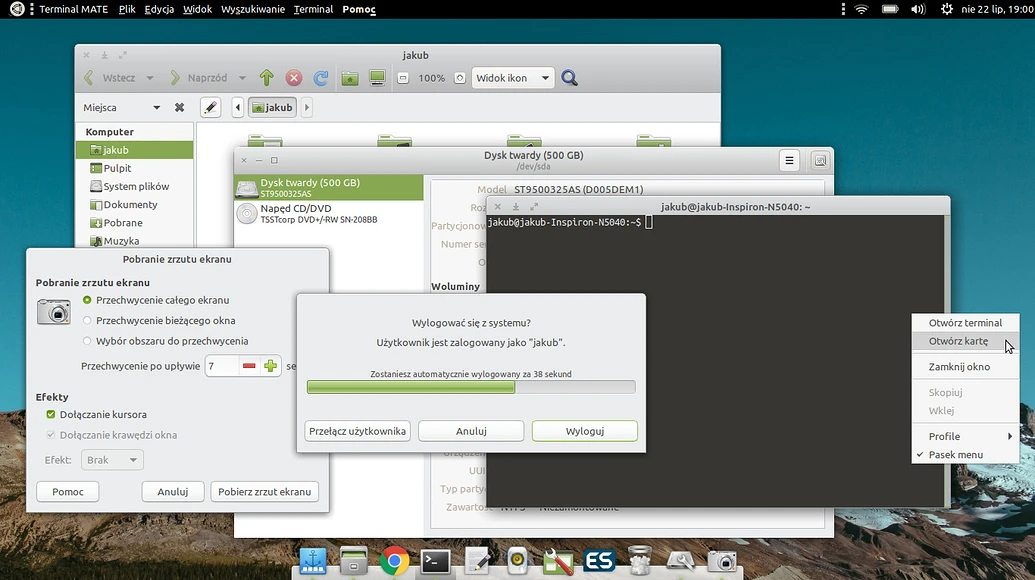 Terminal MATE Plik Edycja Widok Wyszukiwanie Terminal Pomoc nie 22 lip, 19:00
jakub
Wstecz Naprzód 100% Widok ikon
Miejsca jakub
Komputer
jakub
Pulpit
System plików
Dokumenty
Pobrane
Muzyka
Dysk twardy (500 GB)
/dev/sda
Dysk twardy (500 GB)
ST9500325AS
Napęd CD/DVD
TSSTcorp DVD+/-RW SN-208BB
Model ST9500325AS (D005DEM1)
Partycjono
Numer se
Woluminy
UUI
Typ party
Zawartoś NTFS — Niezamontowane
jakub@jakub-Inspiron-N5040: ~
jakub@jakub-Inspiron-N5040:~$
Pobranie zrzutu ekranu
Pobranie zrzutu ekranu
Przechwycenie całego ekranu
Przechwycenie bieżącego okna
Wybór obszaru do przechwycenia
Przechwycenie po upływie 7 se
Efekty
Dołączanie kursora
Dołączanie krawędzi okna
Efekt: Brak
Pomoc Anuluj Pobierz zrzut ekranu
Wylogować się z systemu?
Użytkownik jest zalogowany jako "jakub".
Zostaniesz automatycznie wylogowany za 38 sekund
Przełącz użytkownika Anuluj Wyloguj
Otwórz terminal
Otwórz kartę
Zamknij okno
Skopiuj
Wklej
Profile
Pasek menu
ES